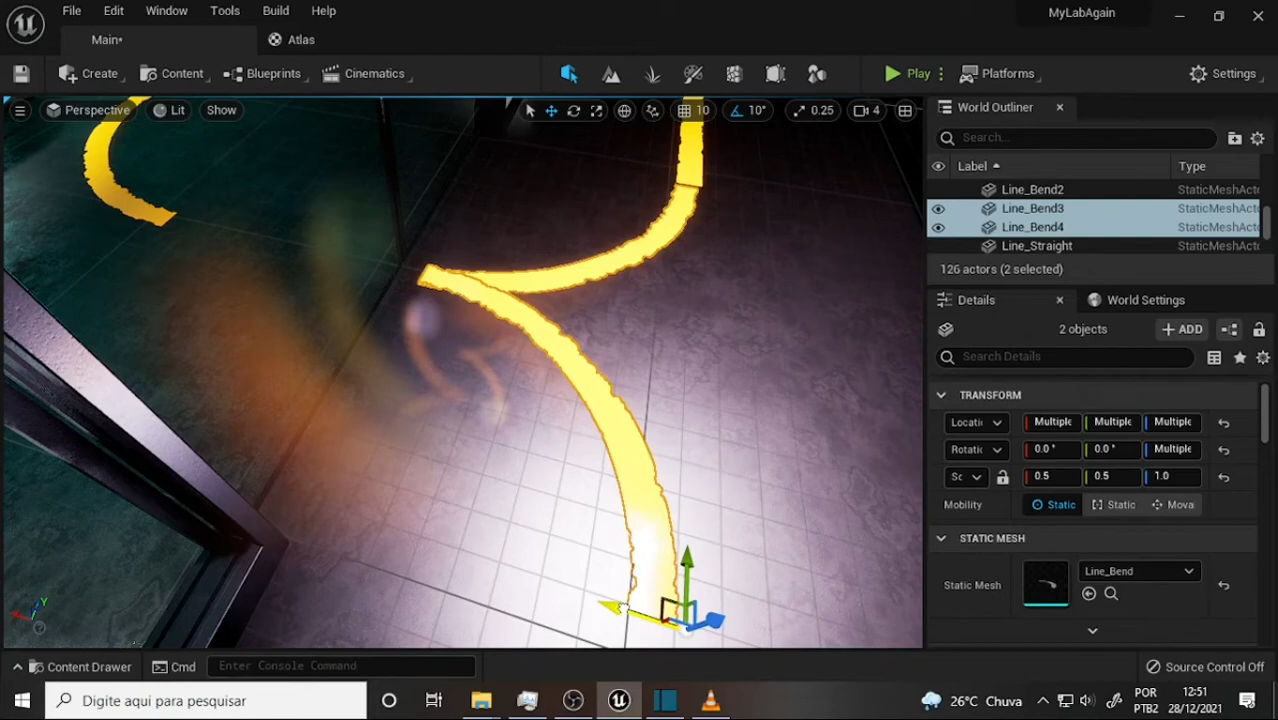 File Edit Window Tools Build Help
MyLabAgain
Main•
Atlas
Create
Content
Blueprints
Cinematics
Play
Platforms
Settings
Perspective
Lit
Show
10
10°
0.25
4
World Outliner
Search...
Label
Type
Line_Bend2 StaticMeshActo
Line_Bend3 StaticMeshActo
Line_Bend4 StaticMeshActo
Line_Straight StaticMeshActo
126 actors (2 selected)
Details
World Settings
2 objects
ADD
Search Details
TRANSFORM
Locati Multiple Multiple Multiple
Rotatic 0.0 ° 0.0 ° Multiple
Sc 0.5 0.5 1.0
Mobility Static Static Mova
STATIC MESH
Static Mesh
Line_Bend
X Y
Content Drawer
Cmd
Enter Console Command
Source Control Off
Digite aqui para pesquisar
26°C Chuva
POR
PTB2
12:51
28/12/2021